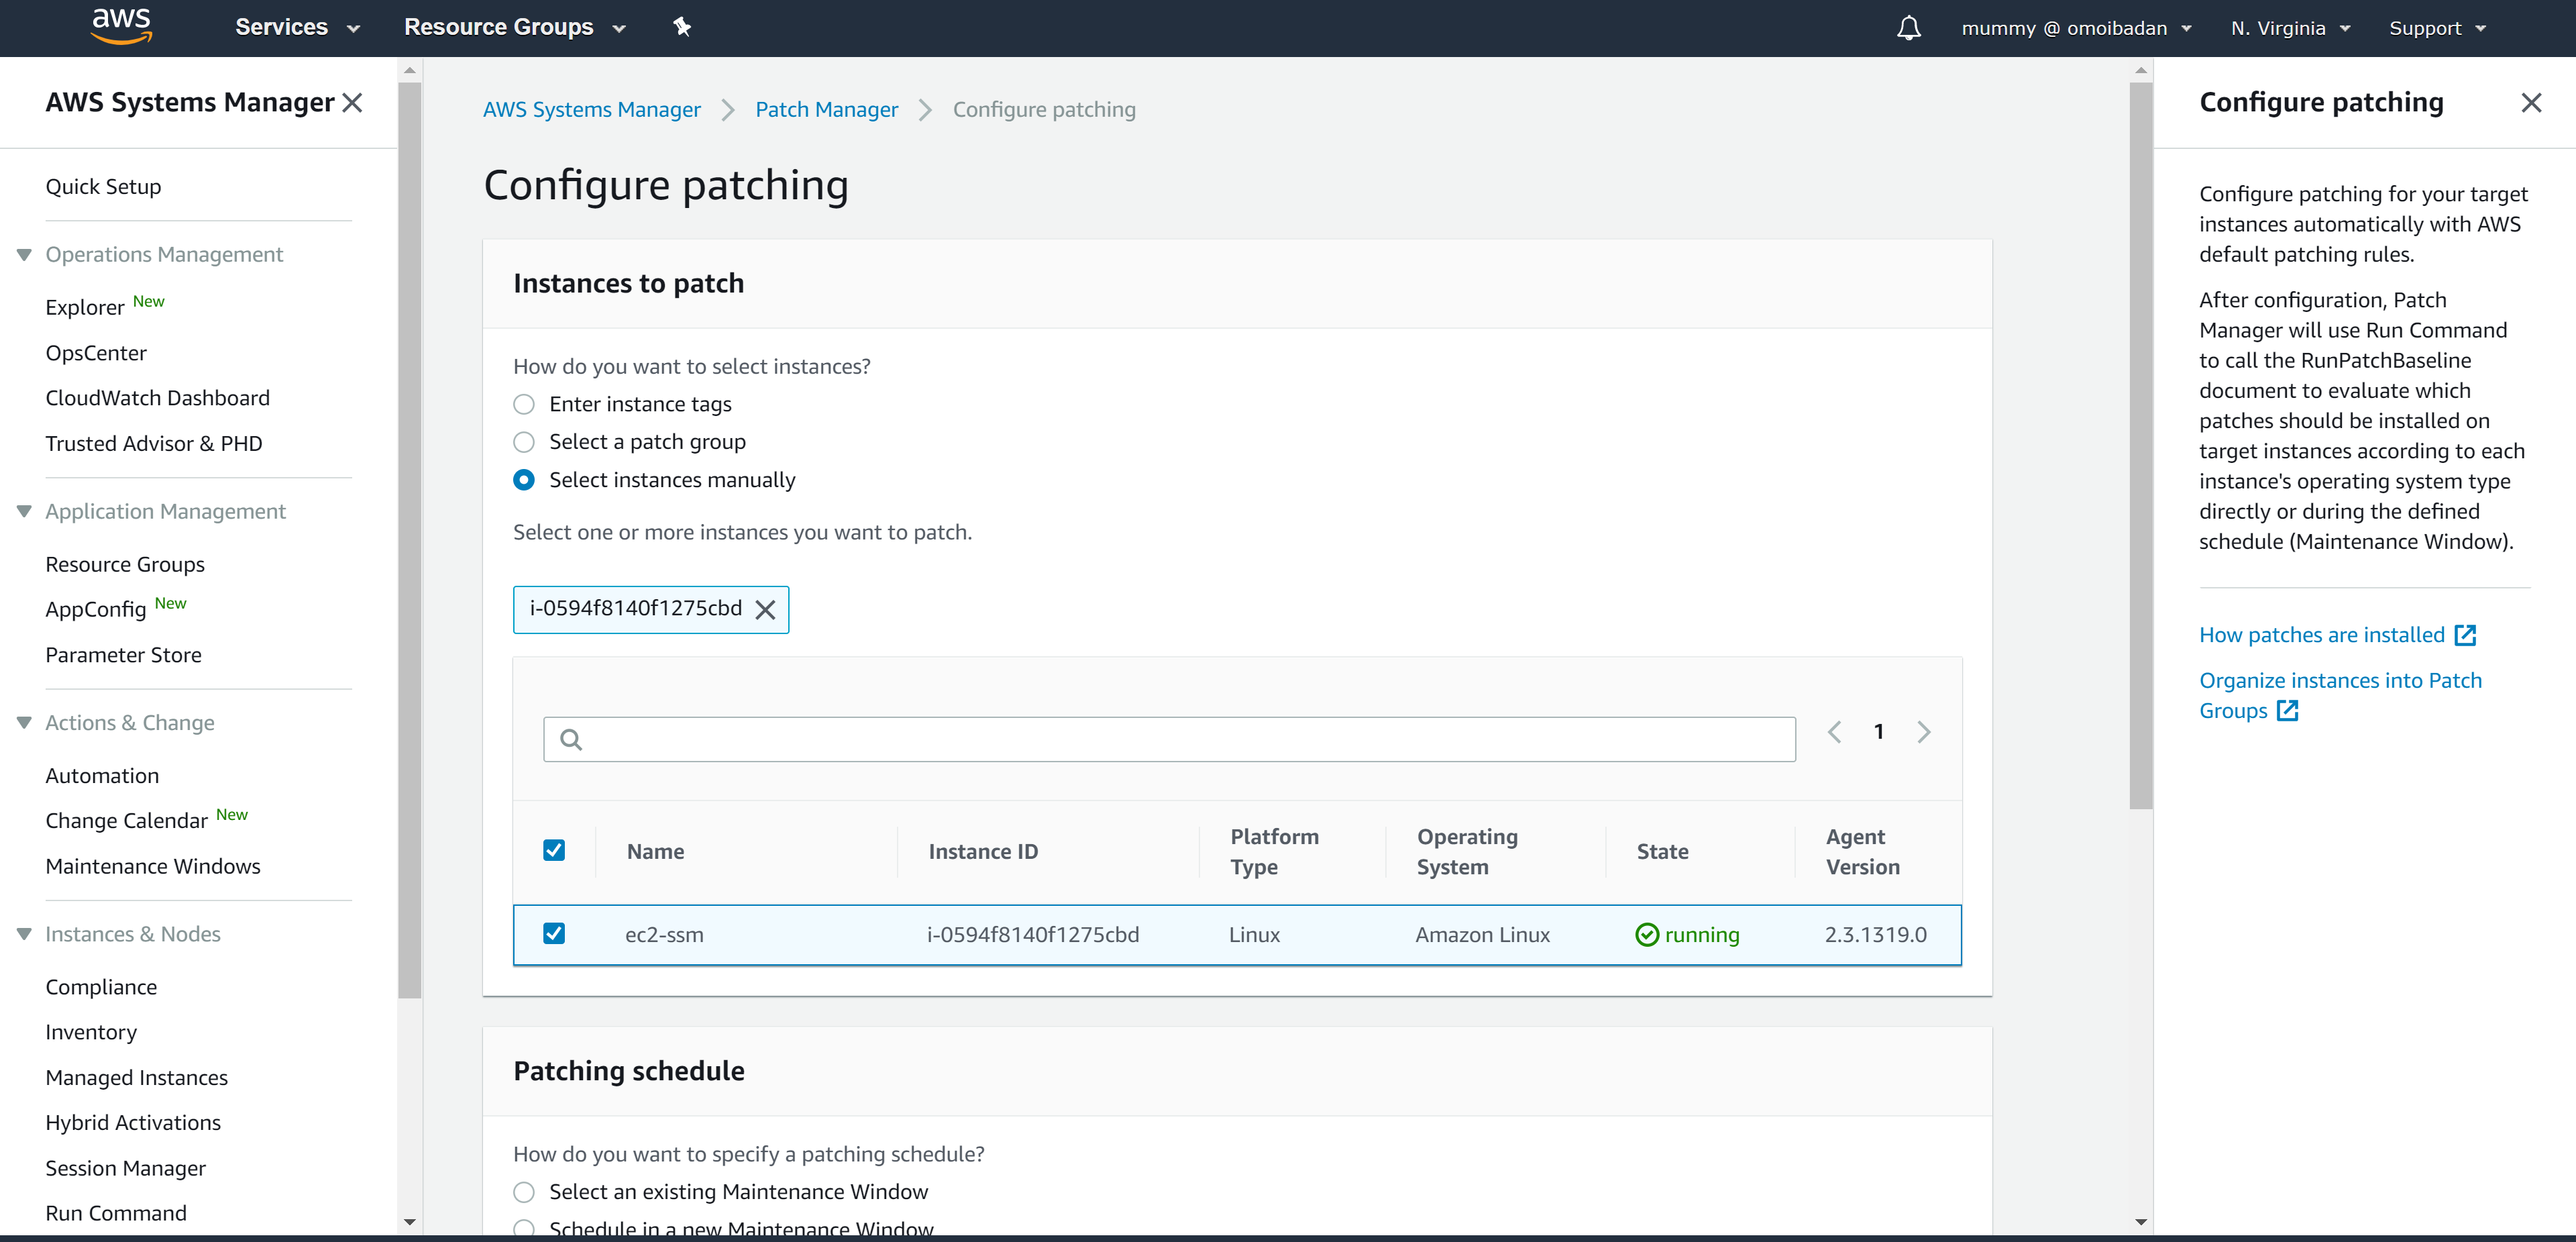 aws
Services
Resource Groups
mummy @ omoibadan
N. Virginia
Support
AWS Systems Manager
Quick Setup
Operations Management
Explorer New
OpsCenter
CloudWatch Dashboard
Trusted Advisor & PHD
Application Management
Resource Groups
AppConfig New
Parameter Store
Actions & Change
Automation
Change Calendar New
Maintenance Windows
Instances & Nodes
Compliance
Inventory
Managed Instances
Hybrid Activations
Session Manager
Run Command
AWS Systems Manager
Patch Manager
Configure patching
Configure patching
Instances to patch
How do you want to select instances?
Enter instance tags
Select a patch group
Select instances manually
Select one or more instances you want to patch.
i-0594f8140f1275cbd
1
Name
Instance ID
Platform
Type
Operating
System
State
Agent
Version
ec2-ssm
i-0594f8140f1275cbd
Linux
Amazon Linux
running
2.3.1319.0
Patching schedule
How do you want to specify a patching schedule?
Select an existing Maintenance Window
Schedule in a new Maintenance Window
Configure patching
Configure patching for your target
instances automatically with AWS
default patching rules.
After configuration, Patch
Manager will use Run Command
to call the RunPatchBaseline
document to evaluate which
patches should be installed on
target instances according to each
instance's operating system type
directly or during the defined
schedule (Maintenance Window).
How patches are installed
Organize instances into Patch
Groups